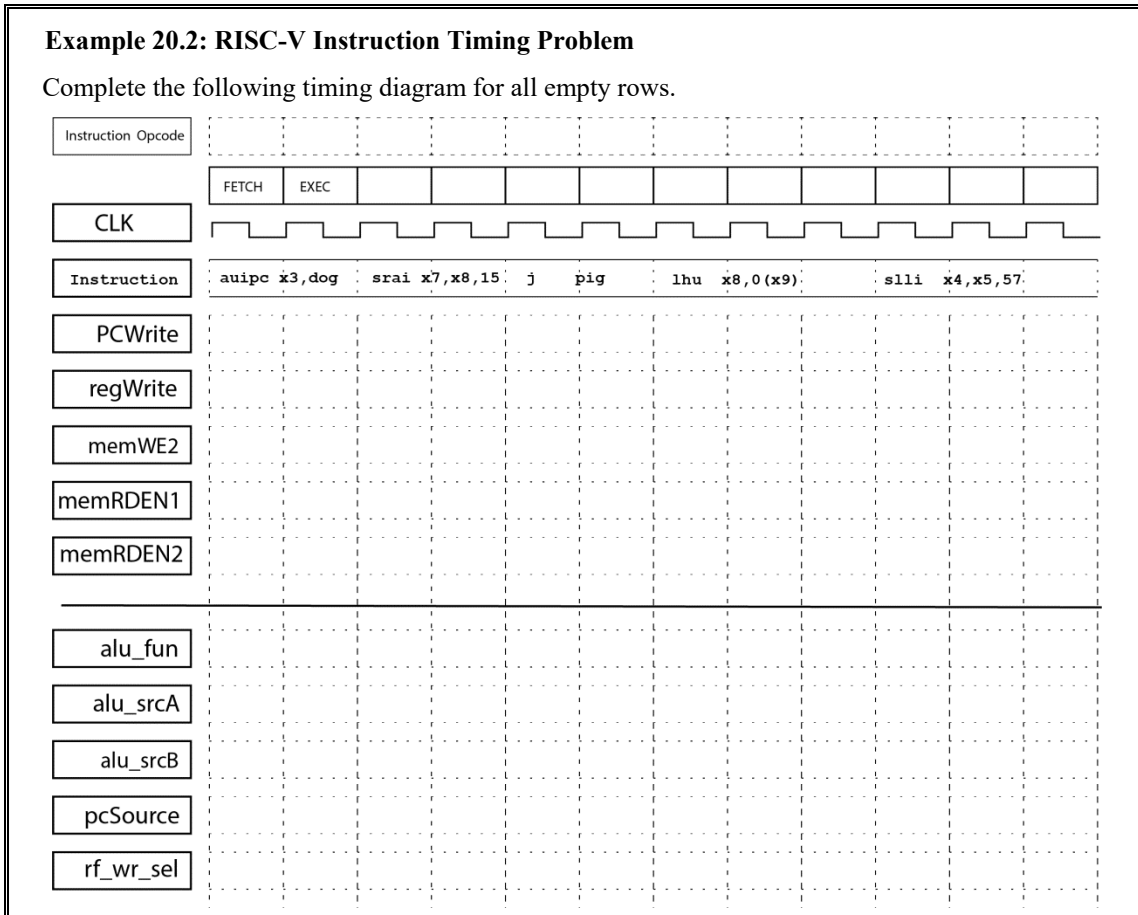 Example 20.2: RISC-V Instruction Timing Problem
Complete the following timing diagram for all empty rows.
Instruction Opcode
FETCH EXEC
CLK
Instruction auipc x3,dog srai x7,x8,15 j pig lhu x8,0(x9) slli x4,x5,57
PCWrite
regWrite
memWE2
memRDEN1
memRDEN2
alu_fun
alu_srcA
alu_srcB
pcSource
rf_wr_sel